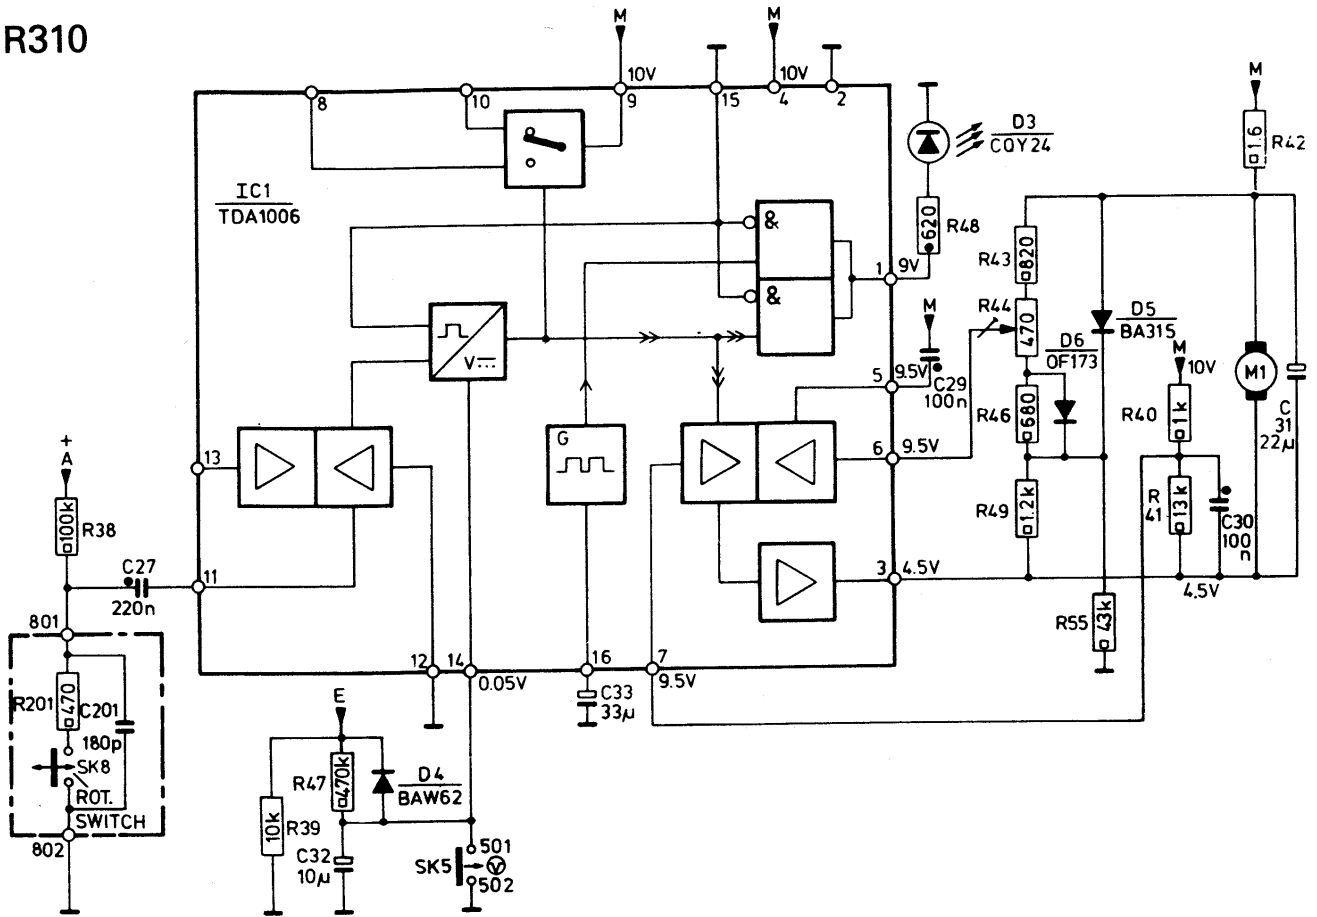 R310
M
M
10V
10V
8
10
9
15
4
2
M
D3
CQY24
1.6
R42
IC1
TDA1006
&
620
R48
820
R43
1
9V
&
M
R44
470
D5
BA315
D6
OF173
V
5
9.5V
C29
100n
M
10V
M1
C
31
22µ
680
R46
R40
1k
G
13
6
9.5V
+
A
100k
R38
1.2k
R49
R
41
13k
C30
100
n
C27
220n
11
3
4.5V
4.5V
801
43k
R55
12
14
0.05V
16
7
9.5V
C33
33µ
R201
470
C201
180p
SK8
ROT.
SWITCH
802
E
R47
470k
D4
BAW62
10k
R39
C32
10µ
SK5
501
V
502